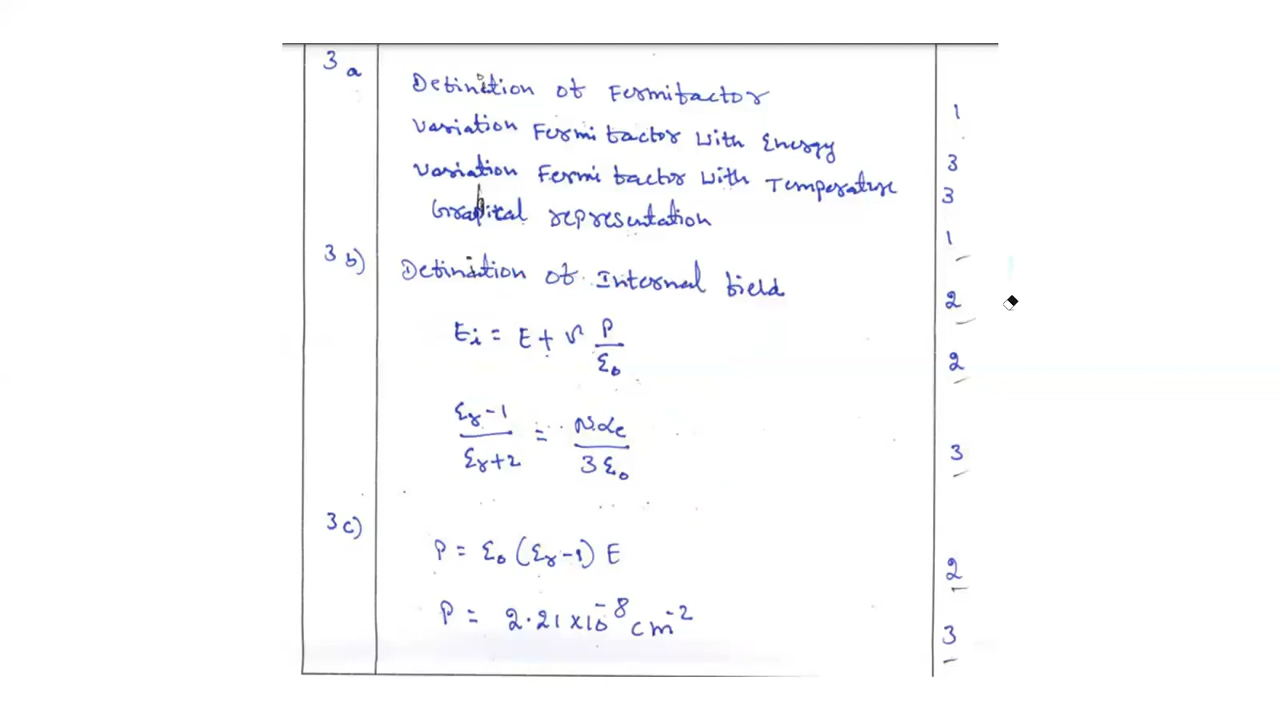 3a
Definition of Fermifactor 1
Variation Fermi factor with Energy 3
Variation Fermi factor with Temperature 3
Graphical representation 1
3 b) Definition of Internal field 2
Ei = E + γ P/ε0 2
εr-1/εr+2 = N.αe/3ε0 3
3 c)
P = ε0 (εr-1) E 2
P = 2.21 x 10^-8 cm^-2 3